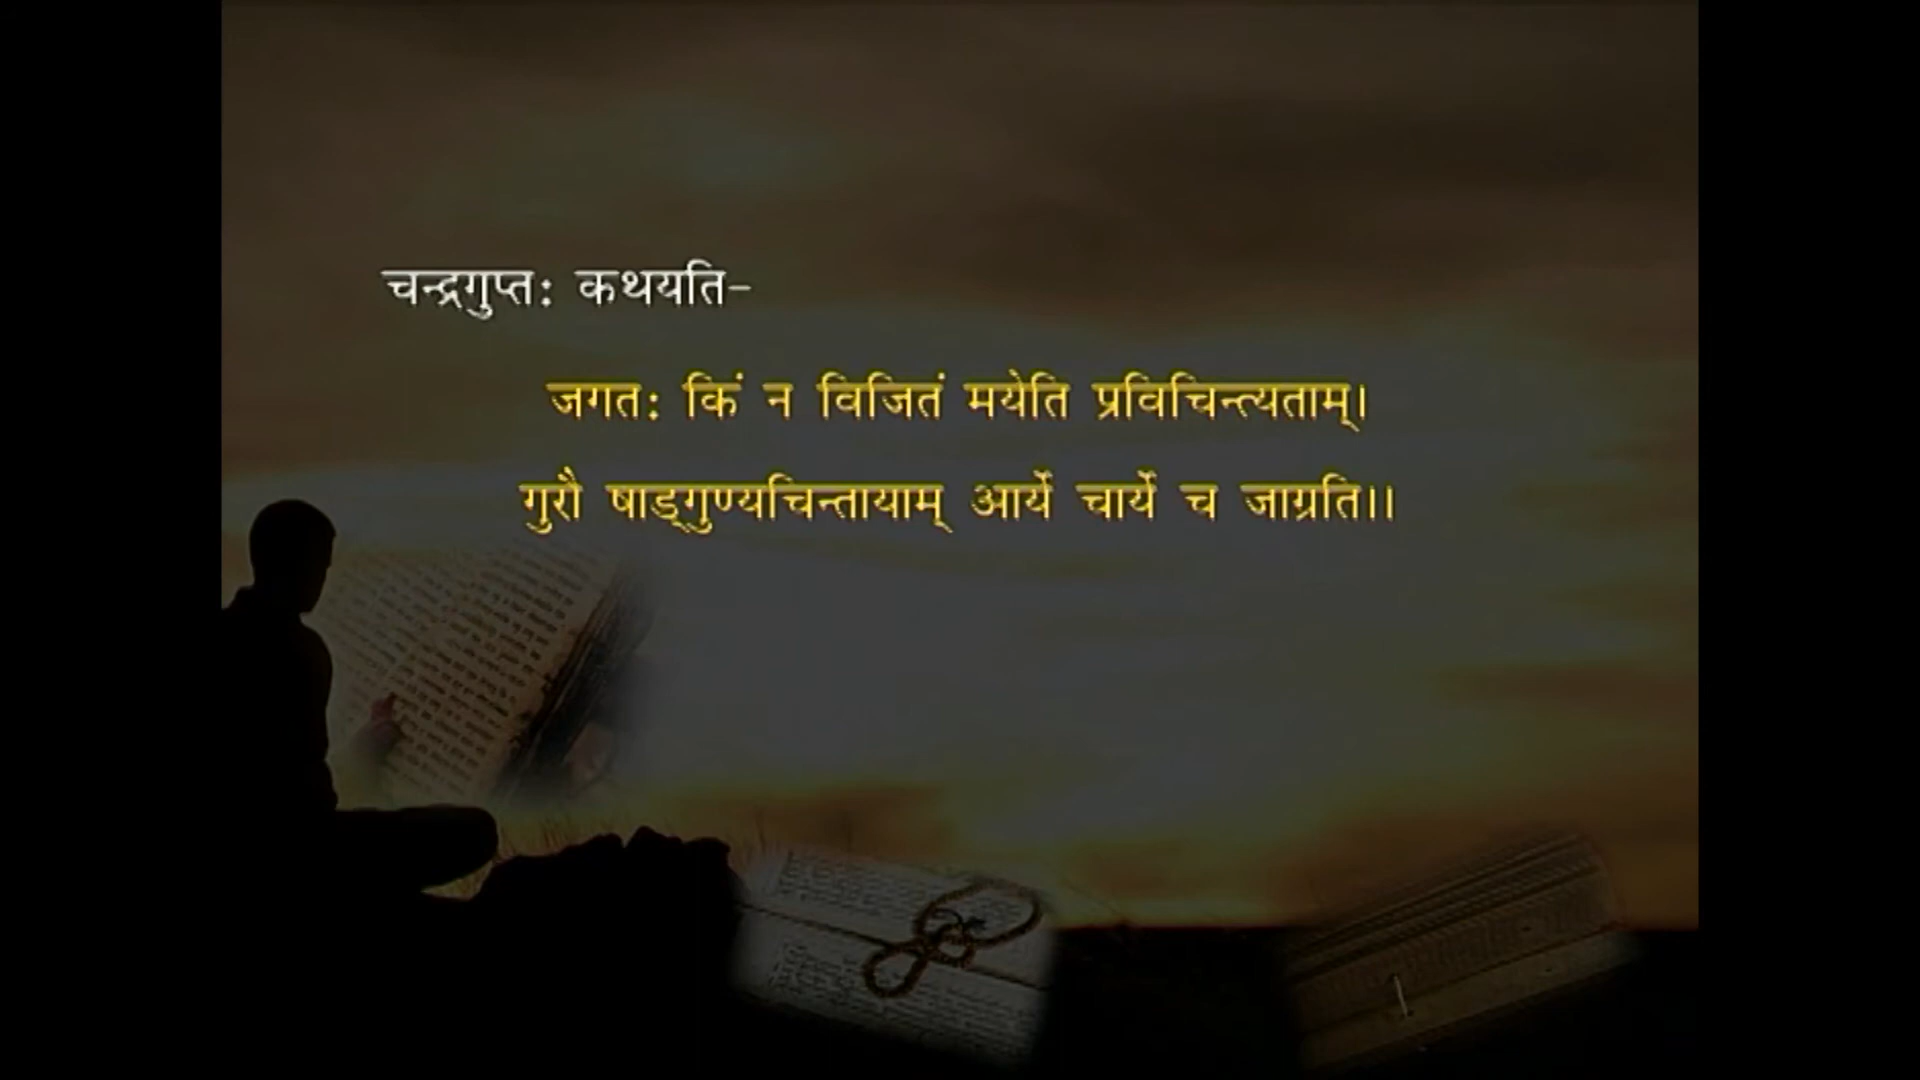 चन्द्रगुप्तः कथयति-
जगतः किं न विजितं मयेति प्रविचिन्त्यताम्।
गुरौ षाड्गुण्यचिन्तायाम् आर्ये चार्ये च जाग्रति।।